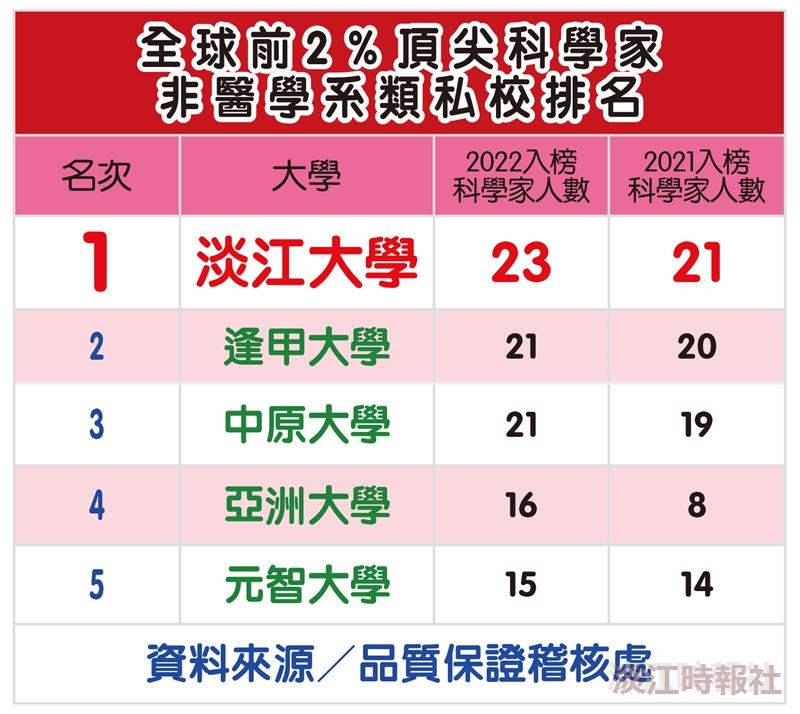 全球前2%頂尖科學家
非醫學系類私校排名
名次 大學 2022入榜科學家人數 2021入榜科學家人數
1 淡江大學 23 21
2 逢甲大學 21 20
3 中原大學 21 19
4 亞洲大學 16 8
5 元智大學 15 14
資料來源／品質保證稽核處
淡江時報社